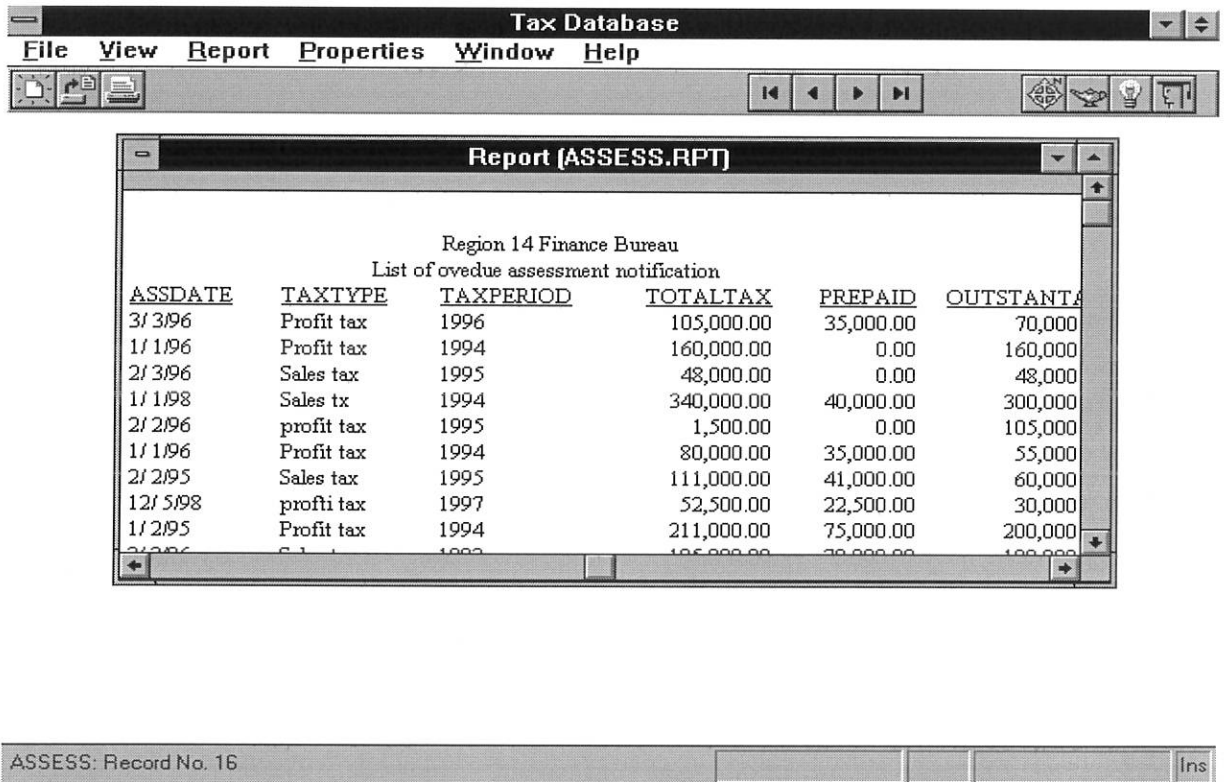 Tax Database
File View Report Properties Window Help
Report (ASSESS.RPT)
Region 14 Finance Bureau
List of ovedue assessment notification
ASSDATE TAXTYPE TAXPERIOD TOTALTAX PREPAID OUTSTANTA
3/ 3/96 Profit tax 1996 105,000.00 35,000.00 70,000
1/ 1/96 Profit tax 1994 160,000.00 0.00 160,000
2/ 3/96 Sales tax 1995 48,000.00 0.00 48,000
1/ 1/98 Sales tx 1994 340,000.00 40,000.00 300,000
2/ 2/96 profit tax 1995 1,500.00 0.00 105,000
1/ 1/96 Profit tax 1994 80,000.00 35,000.00 55,000
2/ 2/95 Sales tax 1995 111,000.00 41,000.00 60,000
12/ 5/98 profti tax 1997 52,500.00 22,500.00 30,000
1/ 2/95 Profit tax 1994 211,000.00 75,000.00 200,000
ASSESS: Record No. 16 Ins